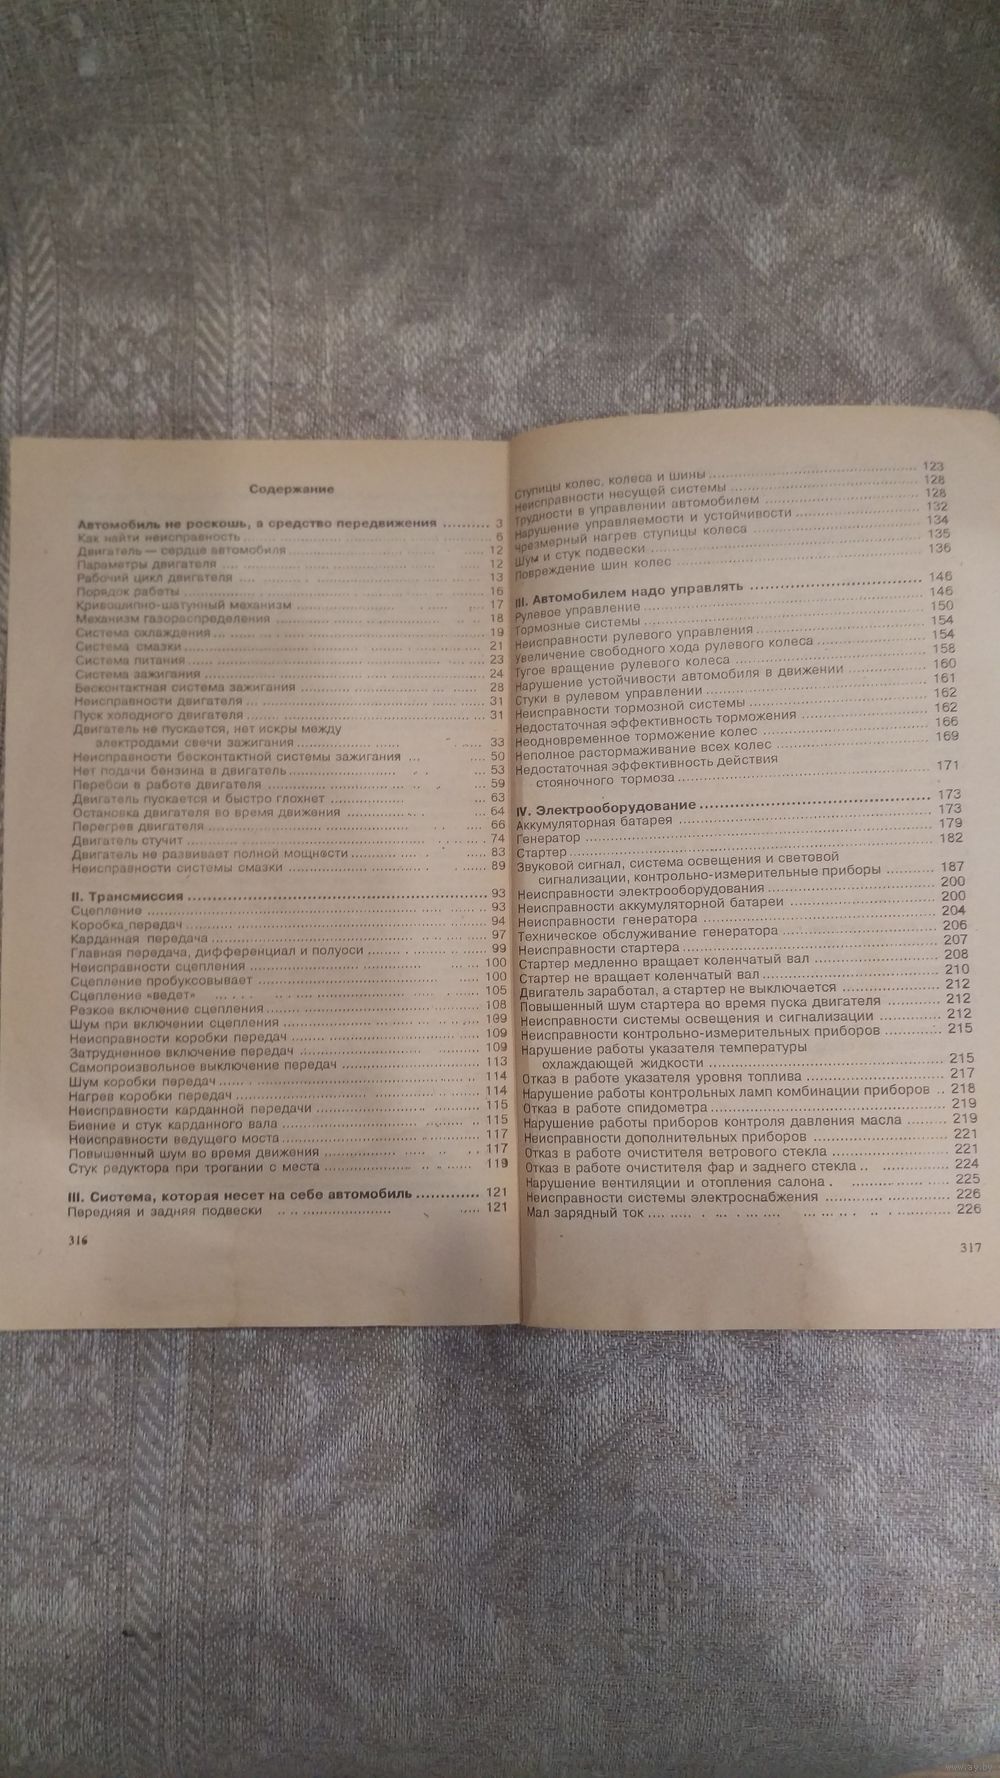 Содержание
Автомобиль не роскошь, а средство передвижения .......... 3
Как найти неисправность ... 6
Двигатель — сердце автомобиля ... 12
Параметры двигателя ... 12
Рабочий цикл двигателя ... 13
Порядок работы ... 16
Кривошипно-шатунный механизм ... 17
Механизм газораспределения ... 18
Система охлаждения ... 19
Система смазки ... 21
Система питания ... 23
Система зажигания ... 24
Бесконтактная система зажигания ... 28
Неисправности двигателя ... 31
Пуск холодного двигателя ... 31
Двигатель не пускается, нет искры между
электродами свечи зажигания ... 33
Неисправности бесконтактной системы зажигания ... 50
Нет подачи бензина в двигатель ... 53
Перебои в работе двигателя ... 59
Двигатель пускается и быстро глохнет ... 63
Остановка двигателя во время движения ... 64
Перегрев двигателя ... 66
Двигатель стучит ... 74
Двигатель не развивает полной мощности ... 83
Неисправности системы смазки ... 89
II. Трансмиссия ... 93
Сцепление ... 93
Коробка передач ... 94
Карданная передача ... 97
Главная передача, дифференциал и полуоси ... 99
Неисправности сцепления ... 100
Сцепление пробуксовывает ... 100
Сцепление «ведет» ... 105
Резкое включение сцепления ... 108
Шум при включении сцепления ... 109
Неисправности коробки передач ... 109
Затрудненное включение передач ... 109
Самопроизвольное выключение передач ... 113
Шум коробки передач ... 114
Нагрев коробки передач ... 114
Неисправности карданной передачи ... 115
Биение и стук карданного вала ... 115
Неисправности ведущего моста ... 117
Повышенный шум во время движения ... 117
Стук редуктора при трогании с места ... 119
III. Система, которая несет на себе автомобиль ... 121
Передняя и задняя подвески ... 121
316
Ступицы колес, колеса и шины ... 123
Неисправности несущей системы ... 128
Трудности в управлении автомобилем ... 128
Нарушение управляемости и устойчивости ... 132
Чрезмерный нагрев ступицы колеса ... 134
Шум и стук подвески ... 135
Повреждение шин колес ... 136
III. Автомобилем надо управлять ... 146
Рулевое управление ... 146
Тормозные системы ... 150
Неисправности рулевого управления ... 154
Увеличение свободного хода рулевого колеса ... 154
Тугое вращение рулевого колеса ... 158
Нарушение устойчивости автомобиля в движении ... 160
Стуки в рулевом управлении ... 161
Неисправности тормозной системы ... 162
Недостаточная эффективность торможения ... 162
Неодновременное торможение колес ... 166
Неполное растормаживание всех колес ... 169
Недостаточная эффективность действия
стояночного тормоза ... 171
IV. Электрооборудование ... 173
Аккумуляторная батарея ... 173
Генератор ... 179
Стартер ... 182
Звуковой сигнал, система освещения и световой
сигнализации, контрольно-измерительные приборы ... 187
Неисправности электрооборудования ... 200
Неисправности аккумуляторной батареи ... 200
Неисправности генератора ... 204
Техническое обслуживание генератора ... 206
Неисправности стартера ... 207
Стартер медленно вращает коленчатый вал ... 208
Стартер не вращает коленчатый вал ... 210
Двигатель заработал, а стартер не выключается ... 212
Повышенный шум стартера во время пуска двигателя ... 212
Неисправности системы освещения и сигнализации ... 212
Неисправности контрольно-измерительных приборов ... 215
Нарушение работы указателя температуры
охлаждающей жидкости ... 215
Отказ в работе указателя уровня топлива ... 217
Нарушение работы контрольных ламп комбинации приборов .. 218
Отказ в работе спидометра ... 219
Нарушение работы приборов контроля давления масла ... 219
Неисправности дополнительных приборов ... 221
Отказ в работе очистителя ветрового стекла ... 221
Отказ в работе очистителя фар и заднего стекла .. 224
Нарушение вентиляции и отопления салона ... 225
Неисправности системы электроснабжения ... 226
Мал зарядный ток ... 226
317
www.ay.by